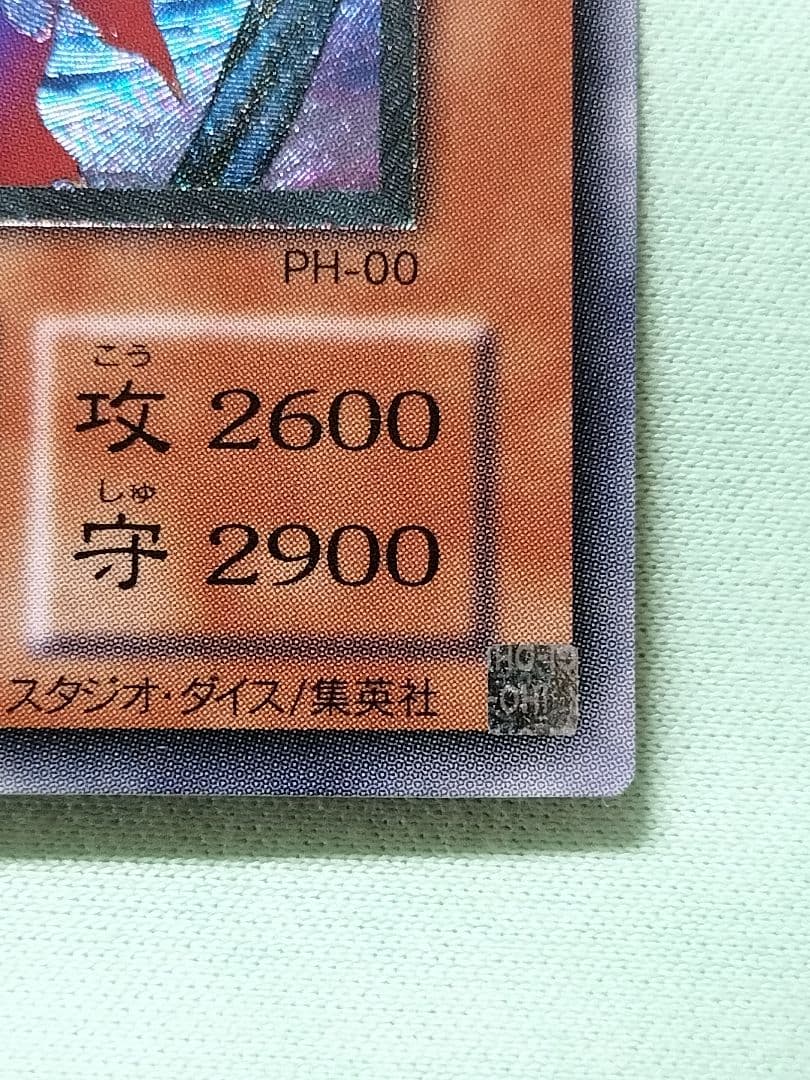 PH-00
こう
攻 2600
しゅ
守 2900
スタジオ・ダイス/集英社